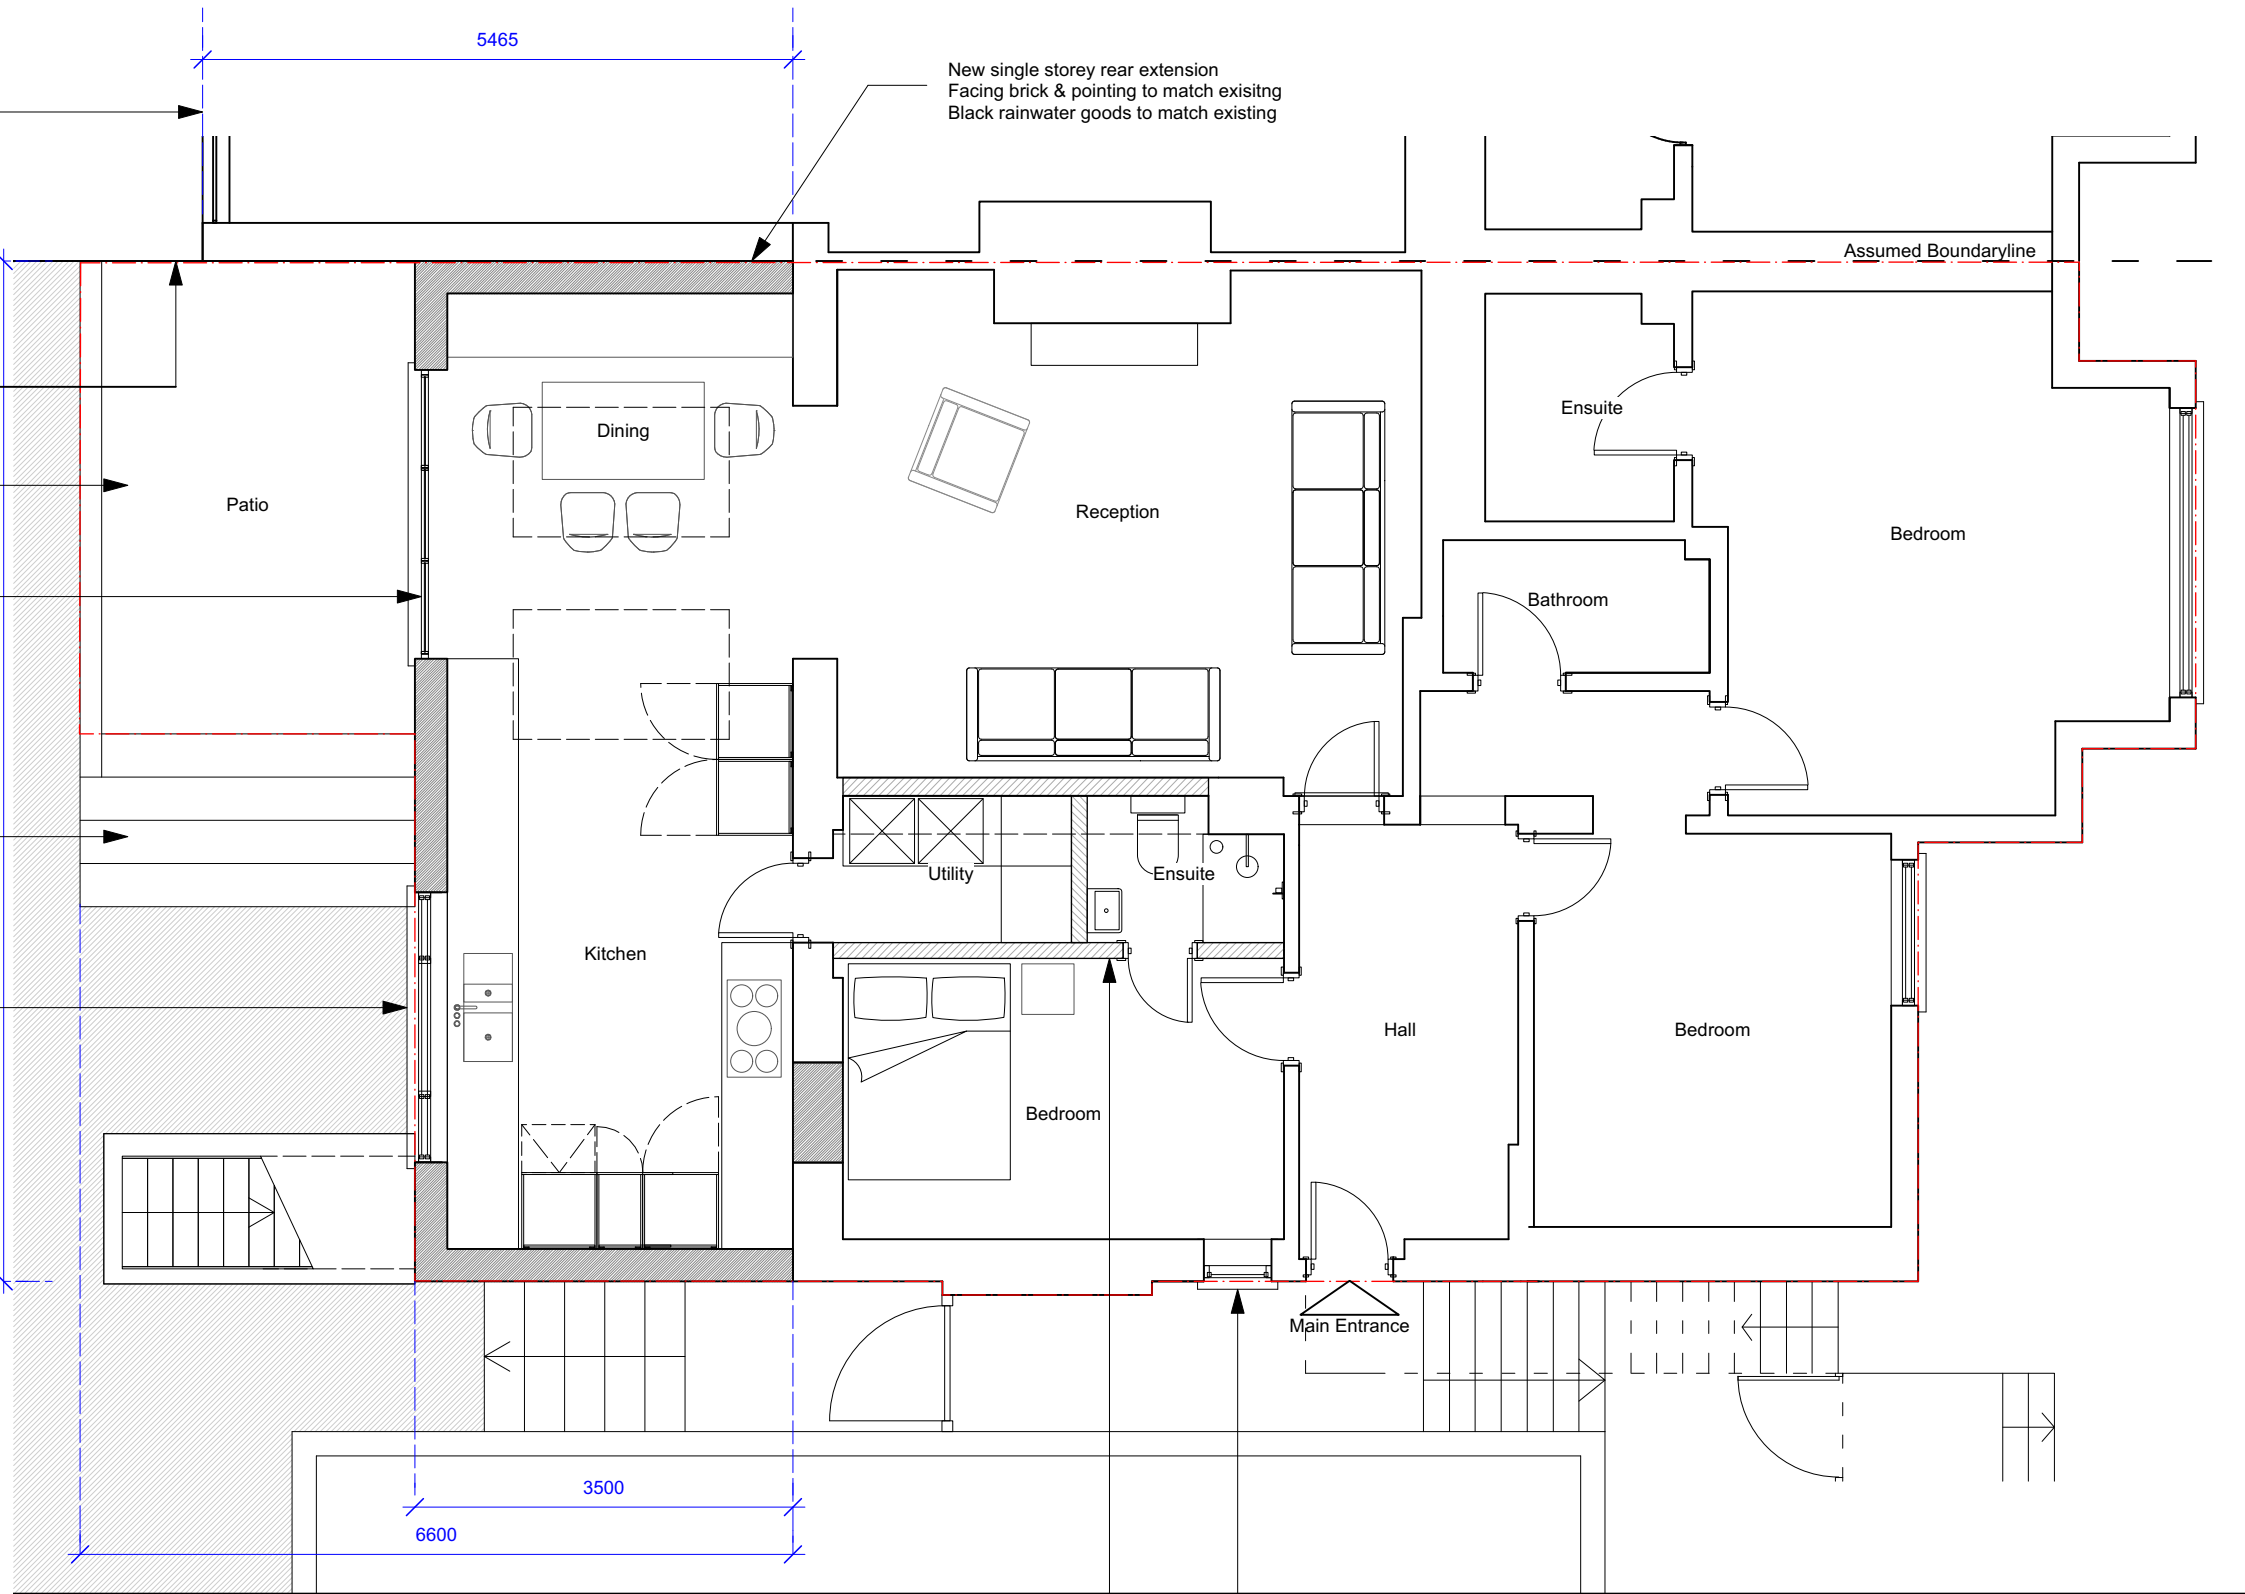 5465
New single storey rear extension
Facing brick & pointing to match exisitng
Black rainwater goods to match existing
Assumed Boundaryline
Ensuite
Dining
Patio
Reception
Bedroom
Bathroom
Utility
Ensuite
Kitchen
Hall
Bedroom
Bedroom
Main Entrance
3500
6600